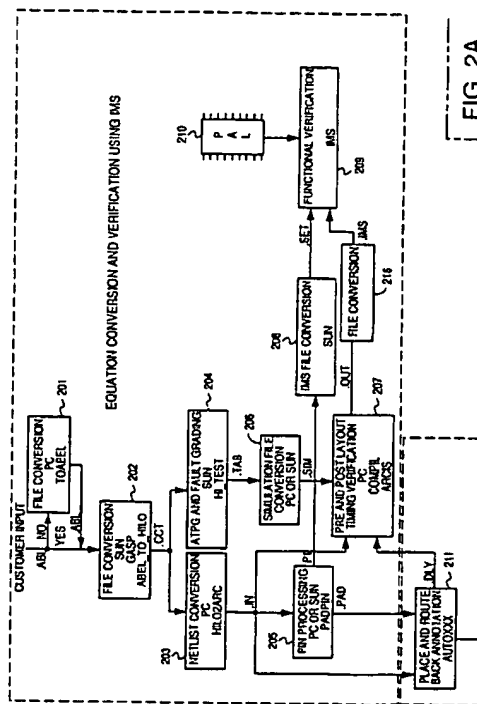 CUSTOMER INPUT
.ABL
NO
YES
FILE CONVERSION
PC
TOABEL
201
.ABL
FILE CONVERSION
SUN
GASP
ABEL_TO_HILO
202
.CCT
EQUATION CONVERSION AND VERIFICATION USING IMS
NETLIST CONVERSION
PC
HILO2ARC
203
ATPG AND FAULT GRADING
SUN
HI TEST
204
.TAB
.IN
SIMULATION FILE
CONVERSION
PC OR SUN
206
.SIM
PIN PROCESSING
PC OR SUN
PADPIN
205
.PI
.PAD
PRE AND POST LAYOUT
TIMING VERIFICATION
PC
COMPIL
ARCIS
207
.OUT
IMS FILE CONVERSION
SUN
208
.SET
FILE CONVERSION
215
.IMS
PAL
210
FUNCTIONAL VERIFICATION
IMS
209
PLACE AND ROUTE
BACK ANNOTATION
AUTOXXX
211
.DLY
FIG. 2A